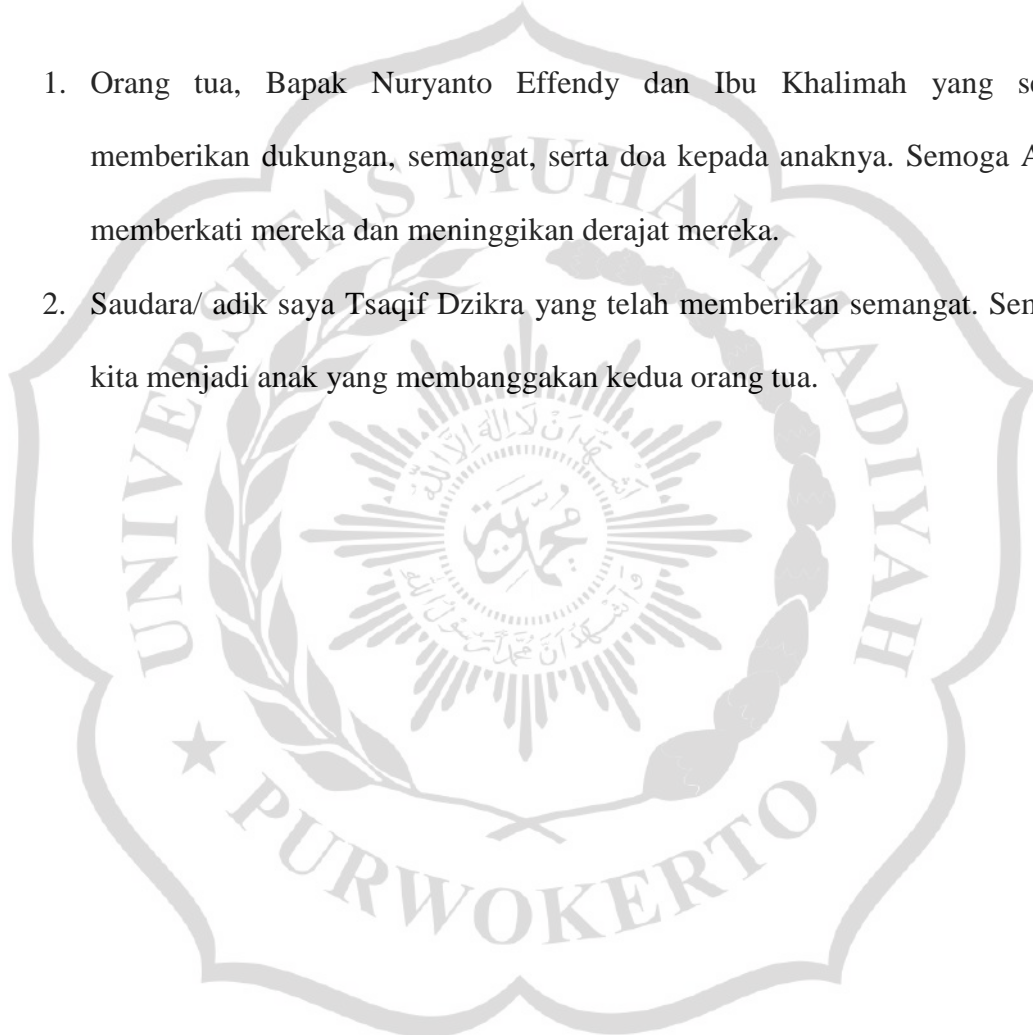 1. Orang tua, Bapak Nuryanto Effendy dan Ibu Khalimah yang
memberikan dukungan, semangat, serta doa kepada anaknya. Semoga
memberkati mereka dan meninggikan derajat mereka.
2. Saudara/ adik saya Tsaqif Dzikra yang telah memberikan semangat.
kita menjadi anak yang membanggakan kedua orang tua.
UNIVERSITAS MUHAMMADIYAH
PURWOKERTO